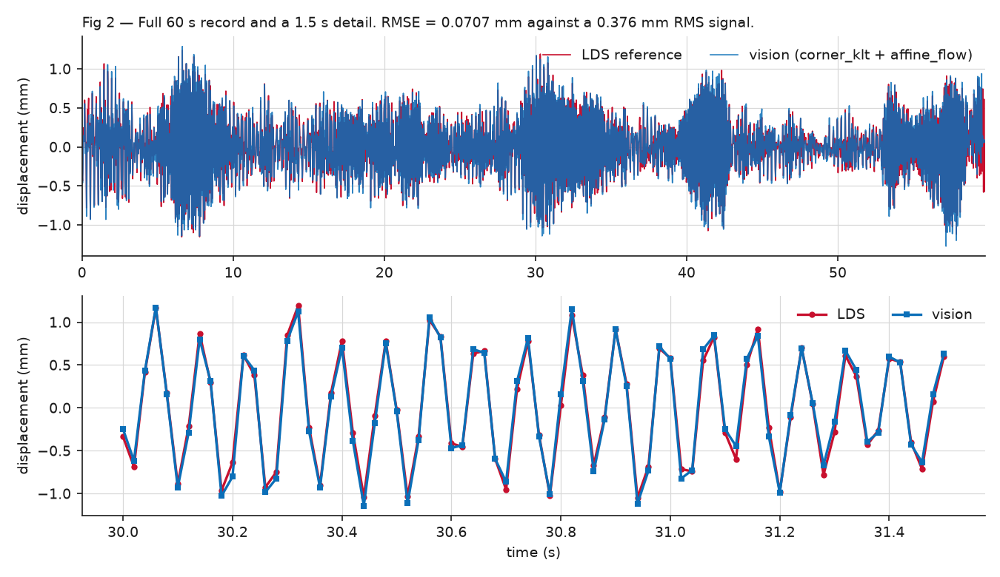 Fig 2 — Full 60 s record and a 1.5 s detail. RMSE = 0.0707 mm against a 0.376 mm RMS signal.
LDS reference vision (corner_klt + affine_flow)
displacement (mm)
1.0
0.5
0.0
−0.5
−1.0
0 10 20 30 40 50
LDS vision
displacement (mm)
1.0
0.5
0.0
−0.5
−1.0
30.0 30.2 30.4 30.6 30.8 31.0 31.2 31.4
time (s)